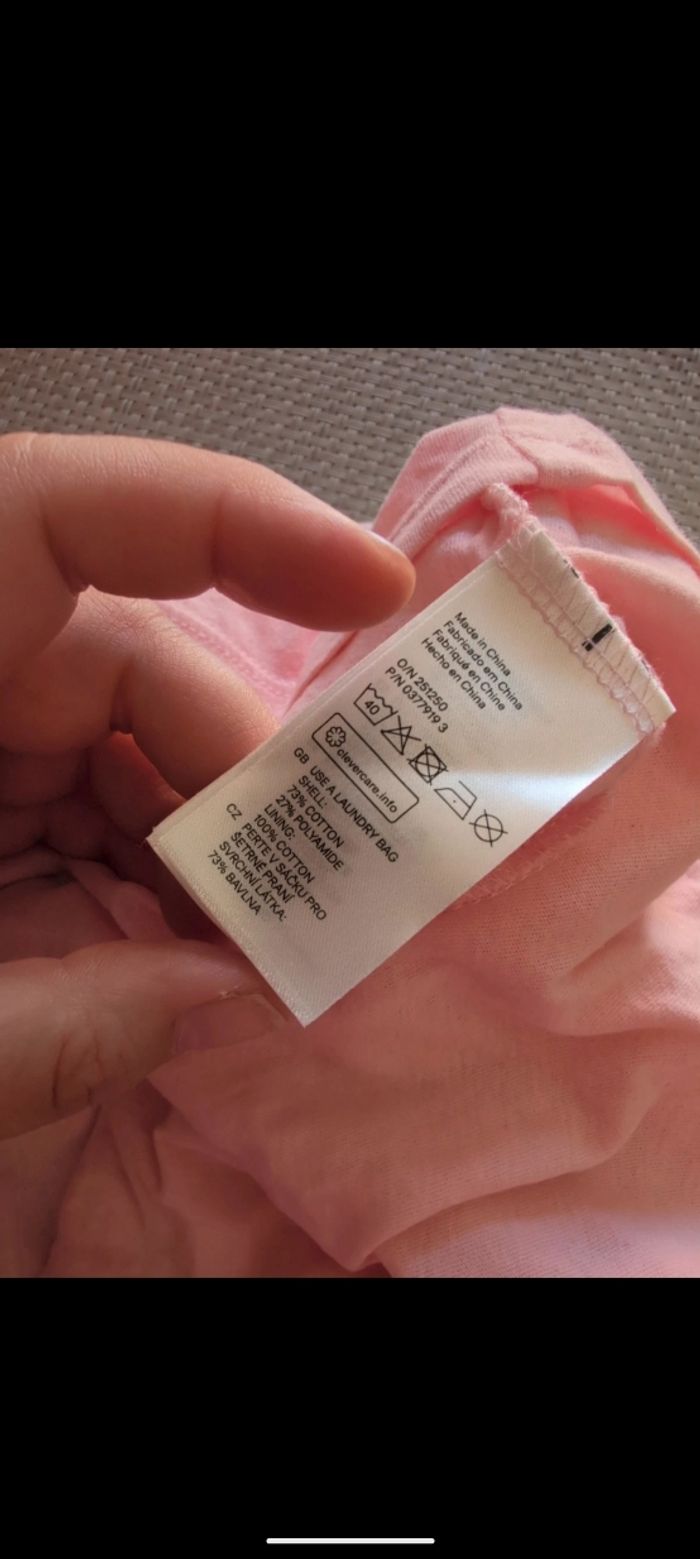 Made in China
Fabricado em China
Fabriqué en Chine
Hecho en China
O/N 251250
P/N 0377919 3
40
clevercare.info
GB USE A LAUNDRY BAG
SHELL:
73% COTTON
27% POLYAMIDE
LINING:
100% COTTON
CZ PERTE V SÁČKU PRO
ŠETRNÉ PRANÍ
SVRCHNÍ LÁTKA:
73% BAVLNA